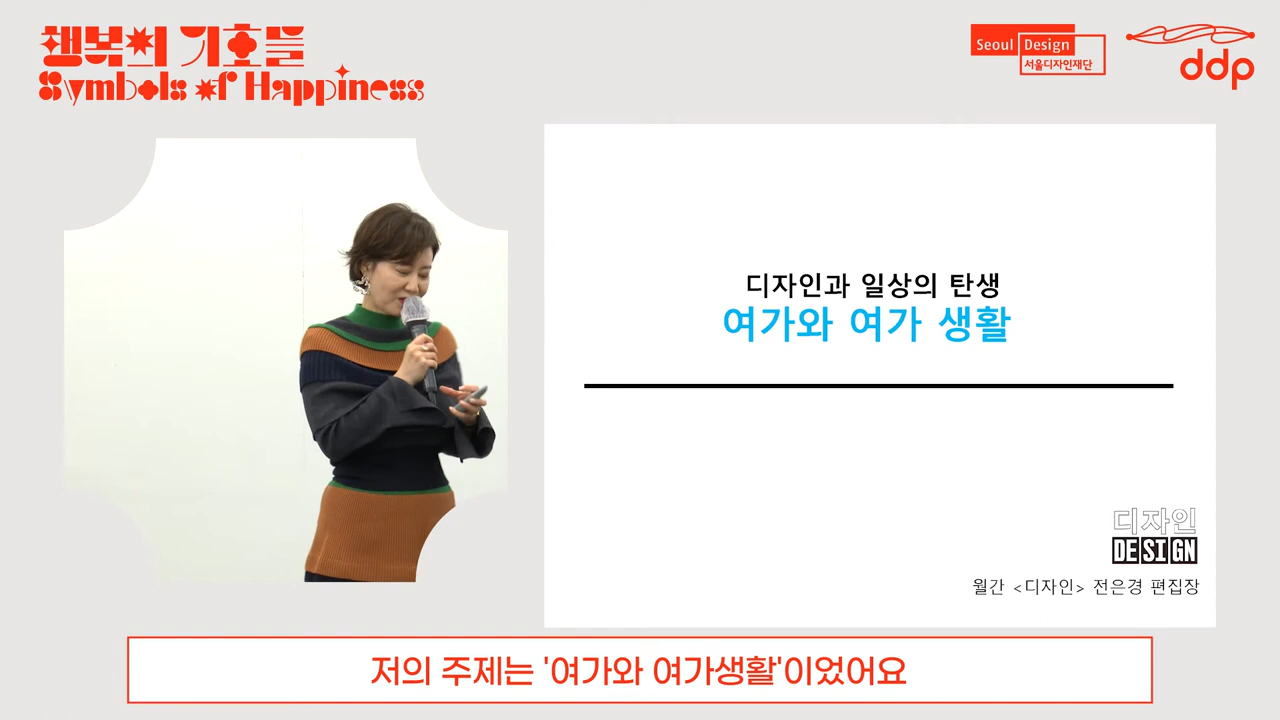 행복의 기호들
Symbols of Happiness
Seoul Design
서울디자인재단
ddp
디자인과 일상의 탄생
여가와 여가 생활
디자인
DESIGN
월간 <디자인> 전은경 편집장
저의 주제는 '여가와 여가생활'이었어요